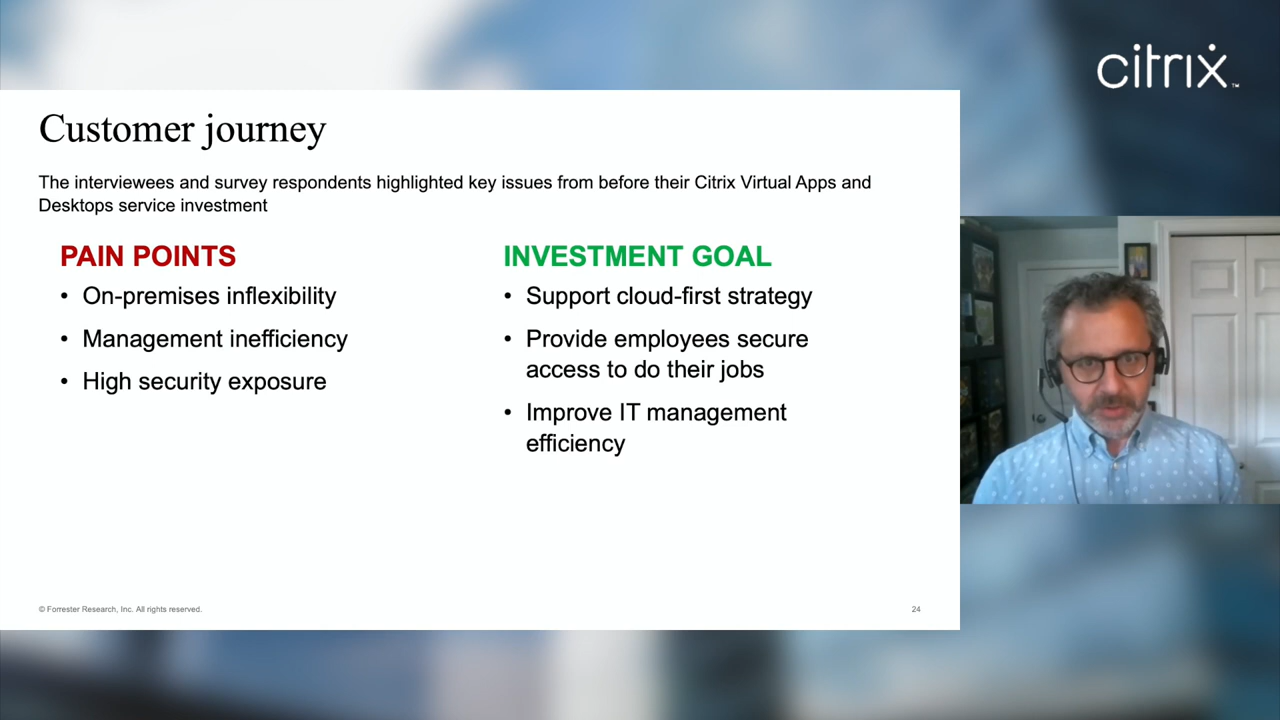 citrix™
Customer journey
The interviewees and survey respondents highlighted key issues from before their Citrix Virtual Apps and
Desktops service investment
PAIN POINTS
• On-premises inflexibility
• Management inefficiency
• High security exposure
INVESTMENT GOAL
• Support cloud-first strategy
• Provide employees secure
access to do their jobs
• Improve IT management
efficiency
© Forrester Research, Inc. All rights reserved.
24